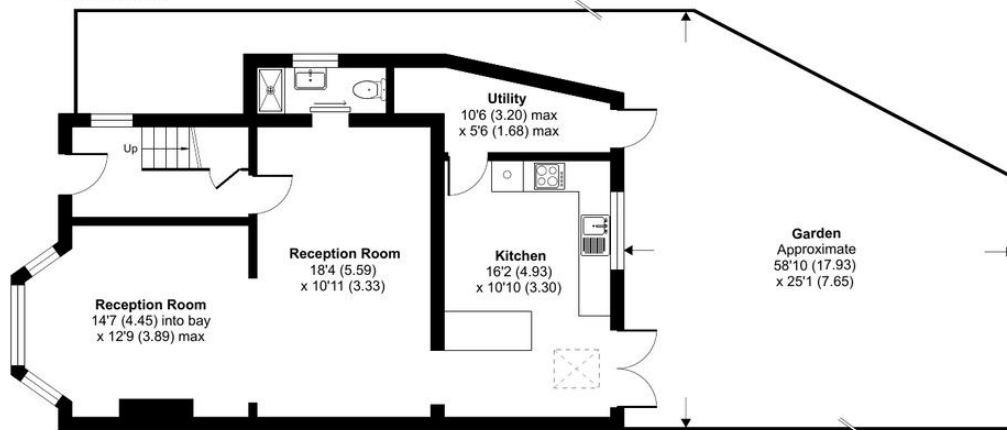 Utility
10'6 (3.20) max
x 5'6 (1.68) max
Up
Reception Room
18'4 (5.59)
x 10'11 (3.33)
Kitchen
16'2 (4.93)
x 10'10 (3.30)
Garden
Approximate
58'10 (17.93)
x 25'1 (7.65)
Reception Room
14'7 (4.45) into bay
x 12'9 (3.89) max